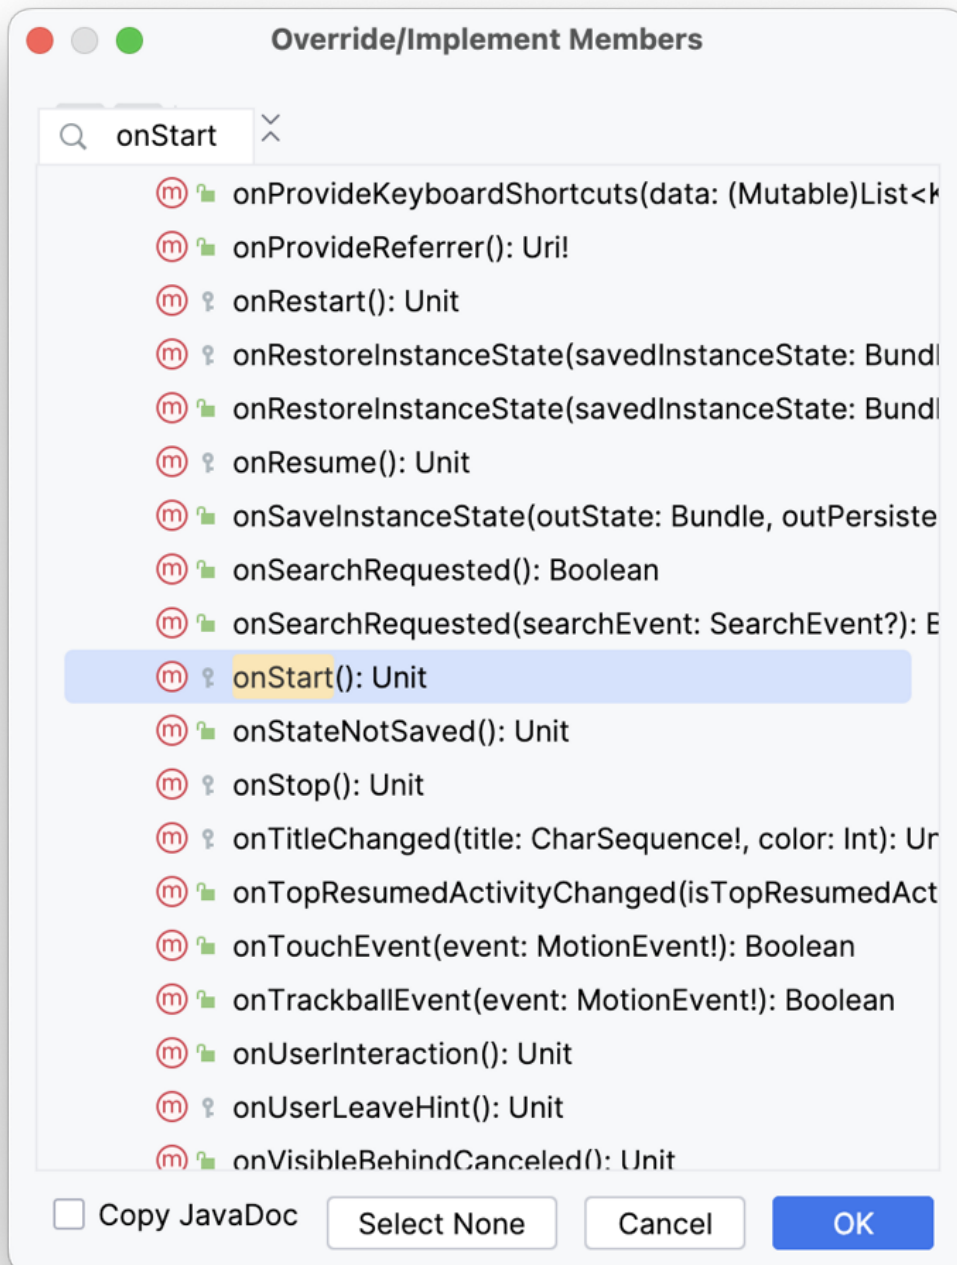 Override/Implement Members
onStart
onProvideKeyboardShortcuts(data: (Mutable)List<K
onProvideReferrer(): Uri!
onRestart(): Unit
onRestoreInstanceState(savedInstanceState: Bundl
onRestoreInstanceState(savedInstanceState: Bundl
onResume(): Unit
onSaveInstanceState(outState: Bundle, outPersiste
onSearchRequested(): Boolean
onSearchRequested(searchEvent: SearchEvent?): B
onStart(): Unit
onStateNotSaved(): Unit
onStop(): Unit
onTitleChanged(title: CharSequence!, color: Int): Un
onTopResumedActivityChanged(isTopResumedAct
onTouchEvent(event: MotionEvent!): Boolean
onTrackballEvent(event: MotionEvent!): Boolean
onUserInteraction(): Unit
onUserLeaveHint(): Unit
onVisibleBehindCanceled(): Unit
Copy JavaDoc
Select None
Cancel
OK